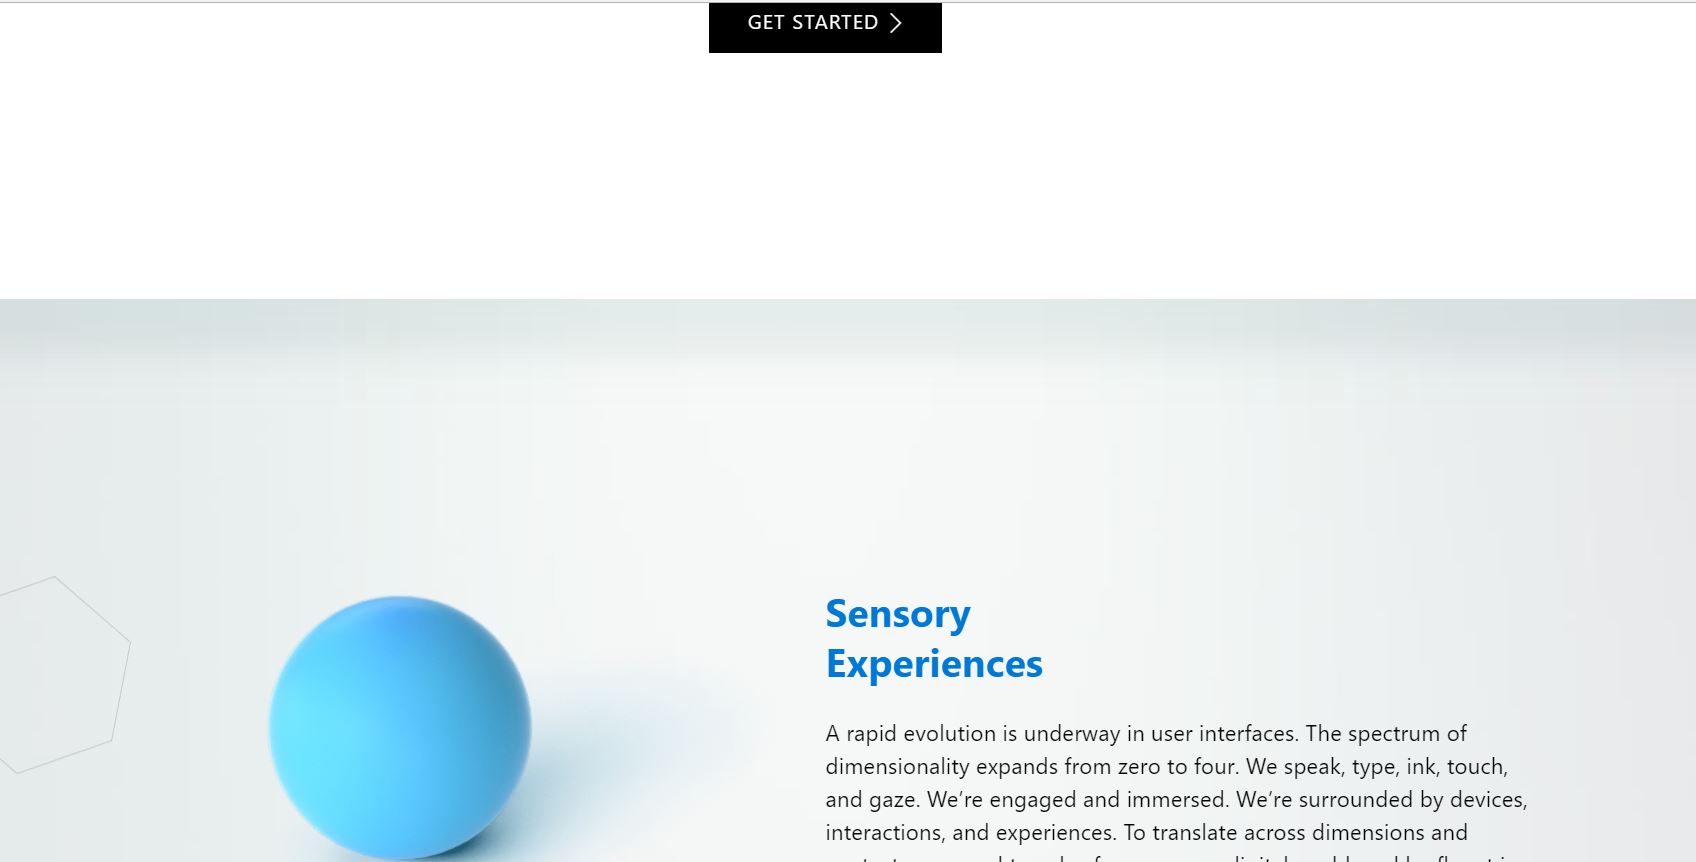 GET STARTED
Sensory
Experiences
A rapid evolution is underway in user interfaces. The spectrum of
dimensionality expands from zero to four. We speak, type, ink, touch,
and gaze. We’re engaged and immersed. We’re surrounded by devices,
interactions, and experiences. To translate across dimensions and